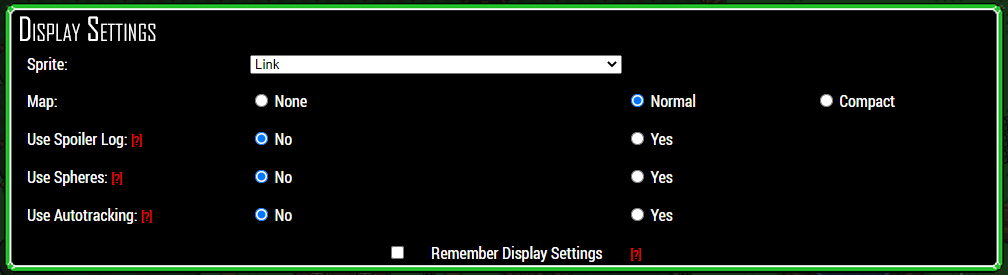 Display Settings
Sprite: Link
Map: None Normal Compact
Use Spoiler Log: [?] No Yes
Use Spheres: [?] No Yes
Use Autotracking: [?] No Yes
Remember Display Settings [?]